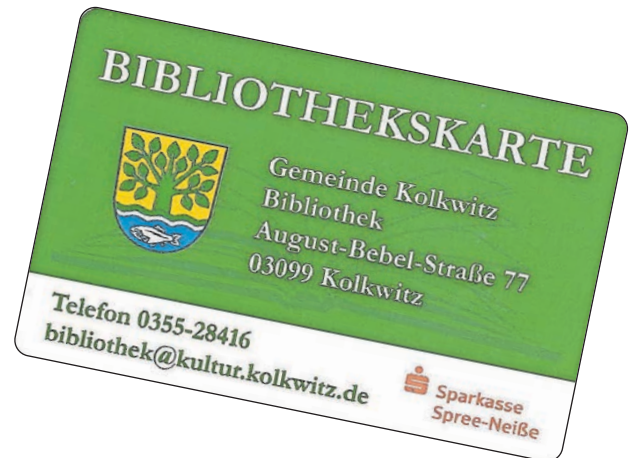 BIBLIOTHEKSKARTE
Gemeinde Kolkwitz
Bibliothek
August-Bebel-Straße 77
03099 Kolkwitz
Telefon 0355-28416
bibliothek@kultur.kolkwitz.de
Sparkasse
Spree-Neiße